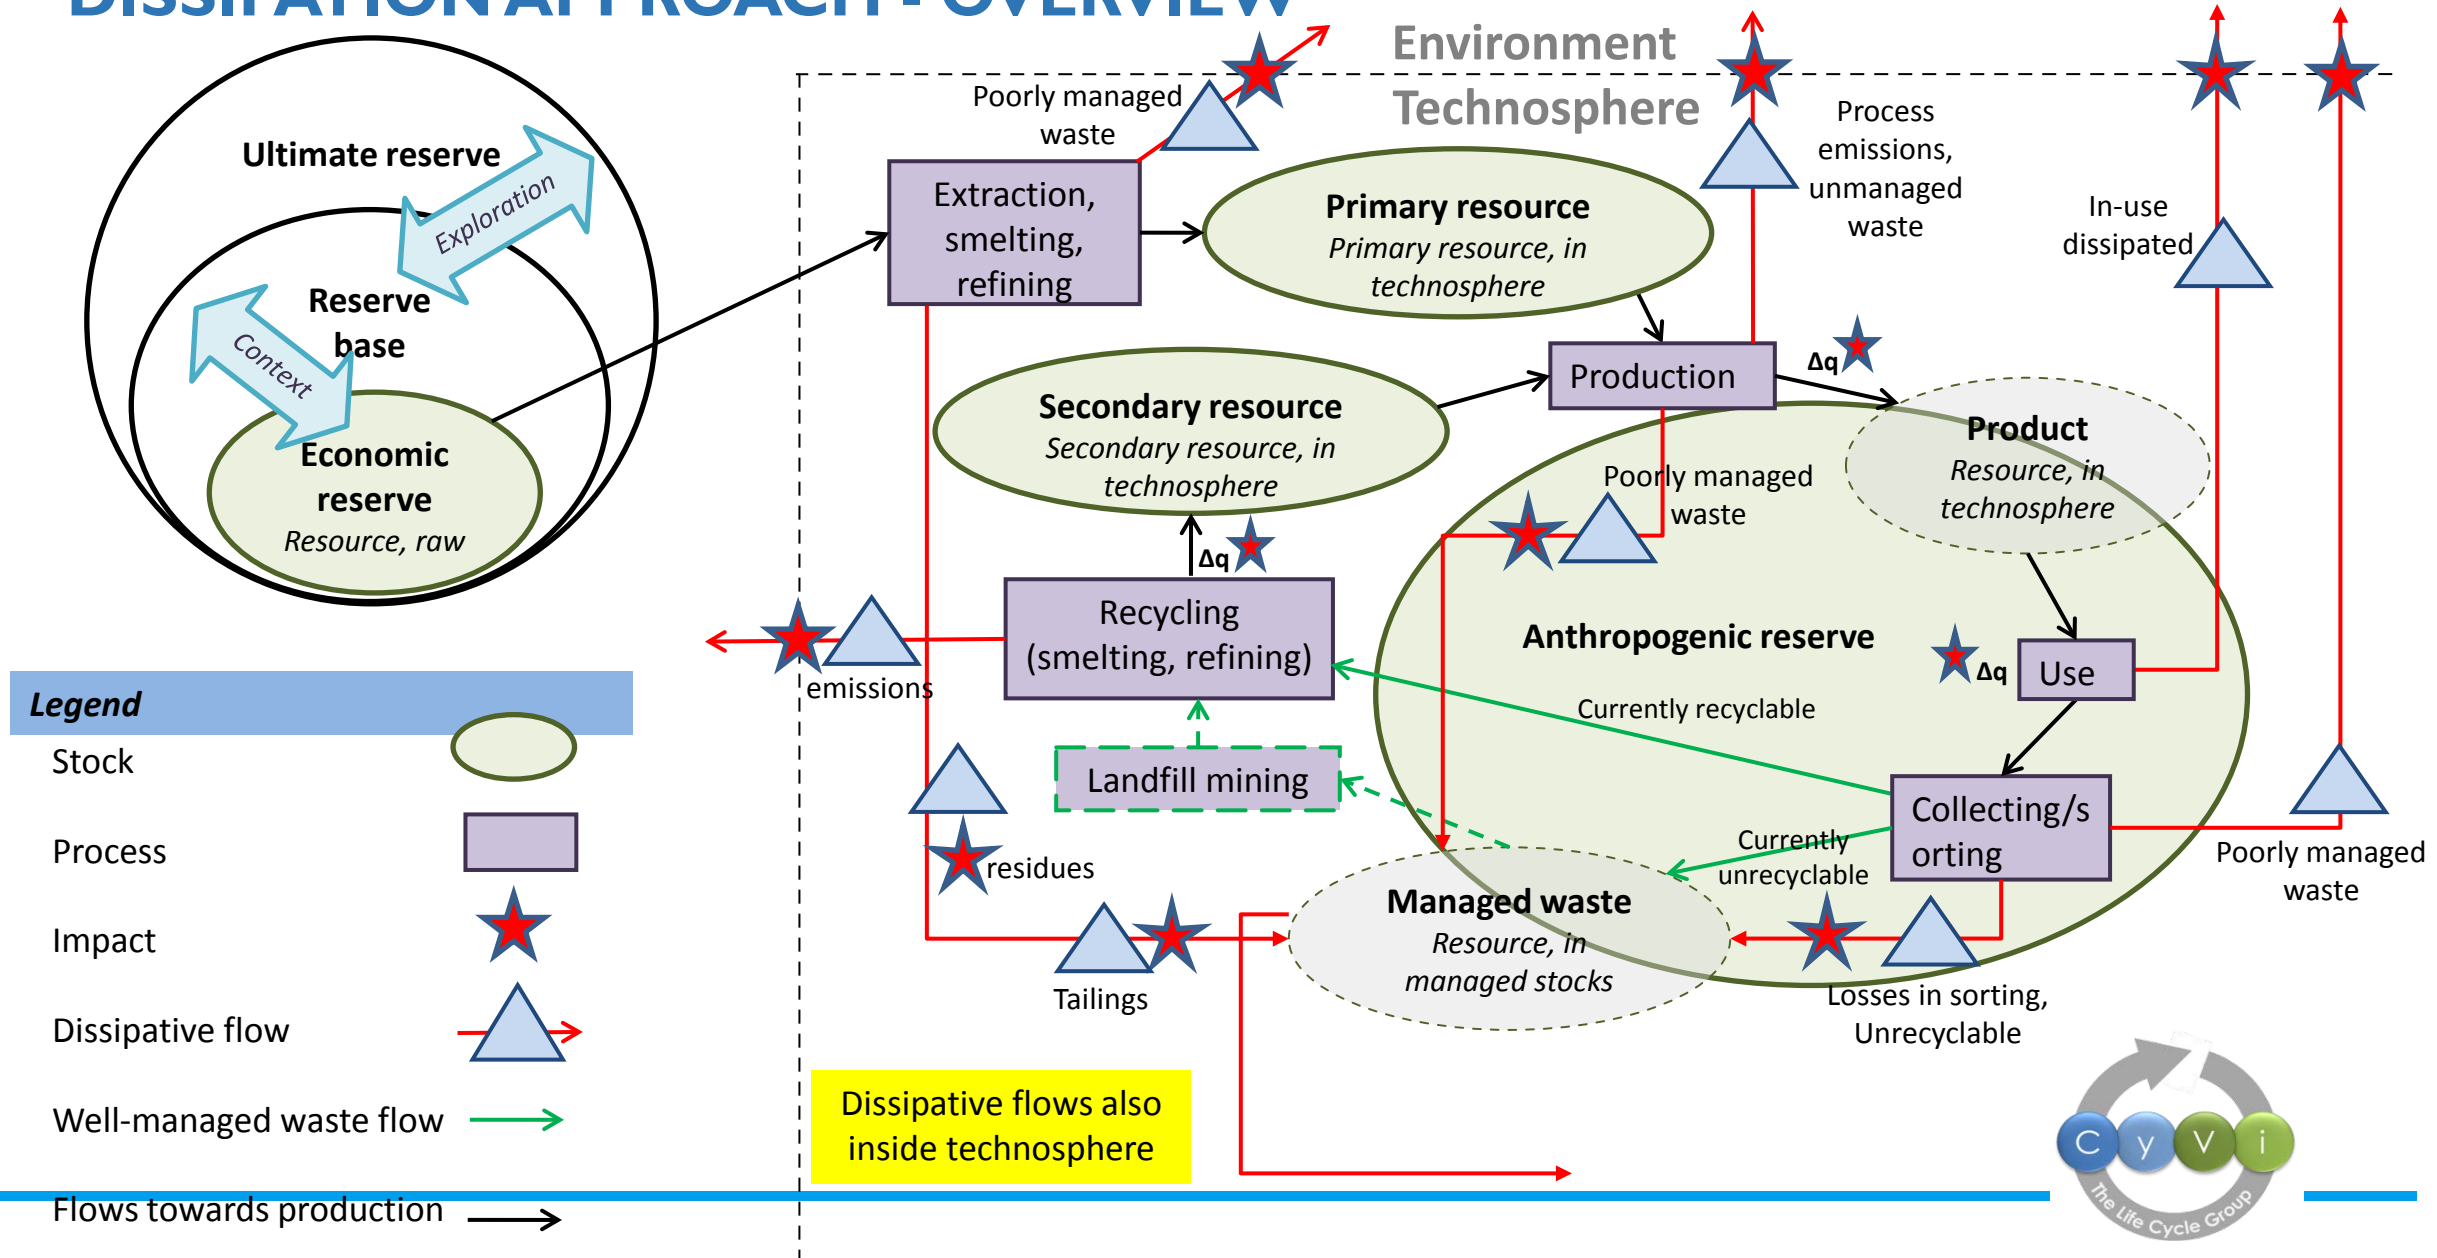 DISSIPATION APPROACH - OVERVIEW
Environment
Technosphere
Ultimate reserve
Exploration
Reserve
base
Context
Economic
reserve
Resource, raw
Poorly managed
waste
Extraction,
smelting,
refining
Primary resource
Primary resource, in
technosphere
Process
emissions,
unmanaged
waste
In-use
dissipated
Production
Δq
Secondary resource
Secondary resource, in
technosphere
Product
Resource, in
technosphere
Poorly managed
waste
Δq
Recycling
(smelting, refining)
emissions
Anthropogenic reserve
Δq
Use
Currently recyclable
Landfill mining
Collecting/s
orting
Currently
unrecyclable
Poorly managed
waste
residues
Managed waste
Resource, in
managed stocks
Tailings
Losses in sorting,
Unrecyclable
Dissipative flows also
inside technosphere
Legend
Stock
Process
Impact
Dissipative flow
Well-managed waste flow
Flows towards production
C y V i
The Life Cycle Group